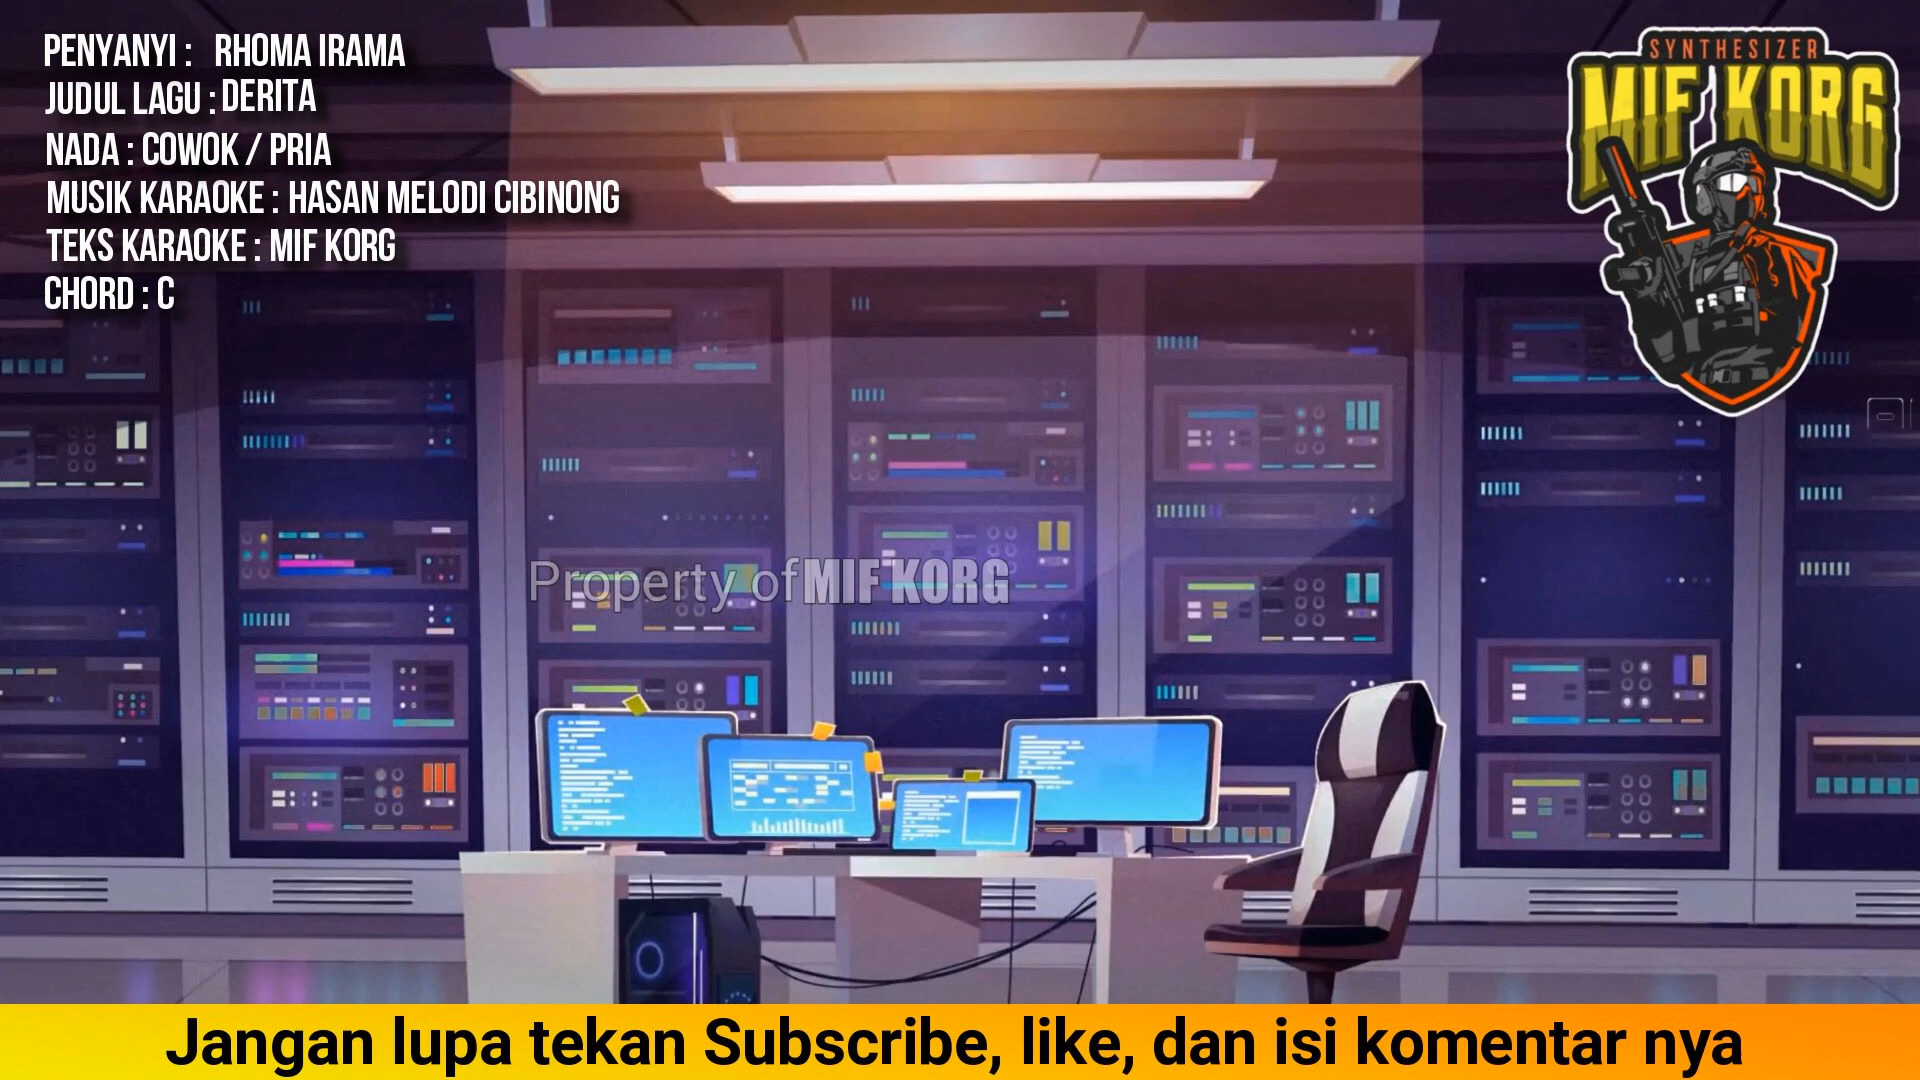 PENYANYI : RHOMA IRAMA
JUDUL LAGU : DERITA
NADA : COWOK / PRIA
MUSIK KARAOKE : HASAN MELODI CIBINONG
TEKS KARAOKE : MIF KORG
CHORD : C
SYNTHESIZER
MIF KORG
Property of MIF KORG
Jangan lupa tekan Subscribe, like, dan isi komentar nya